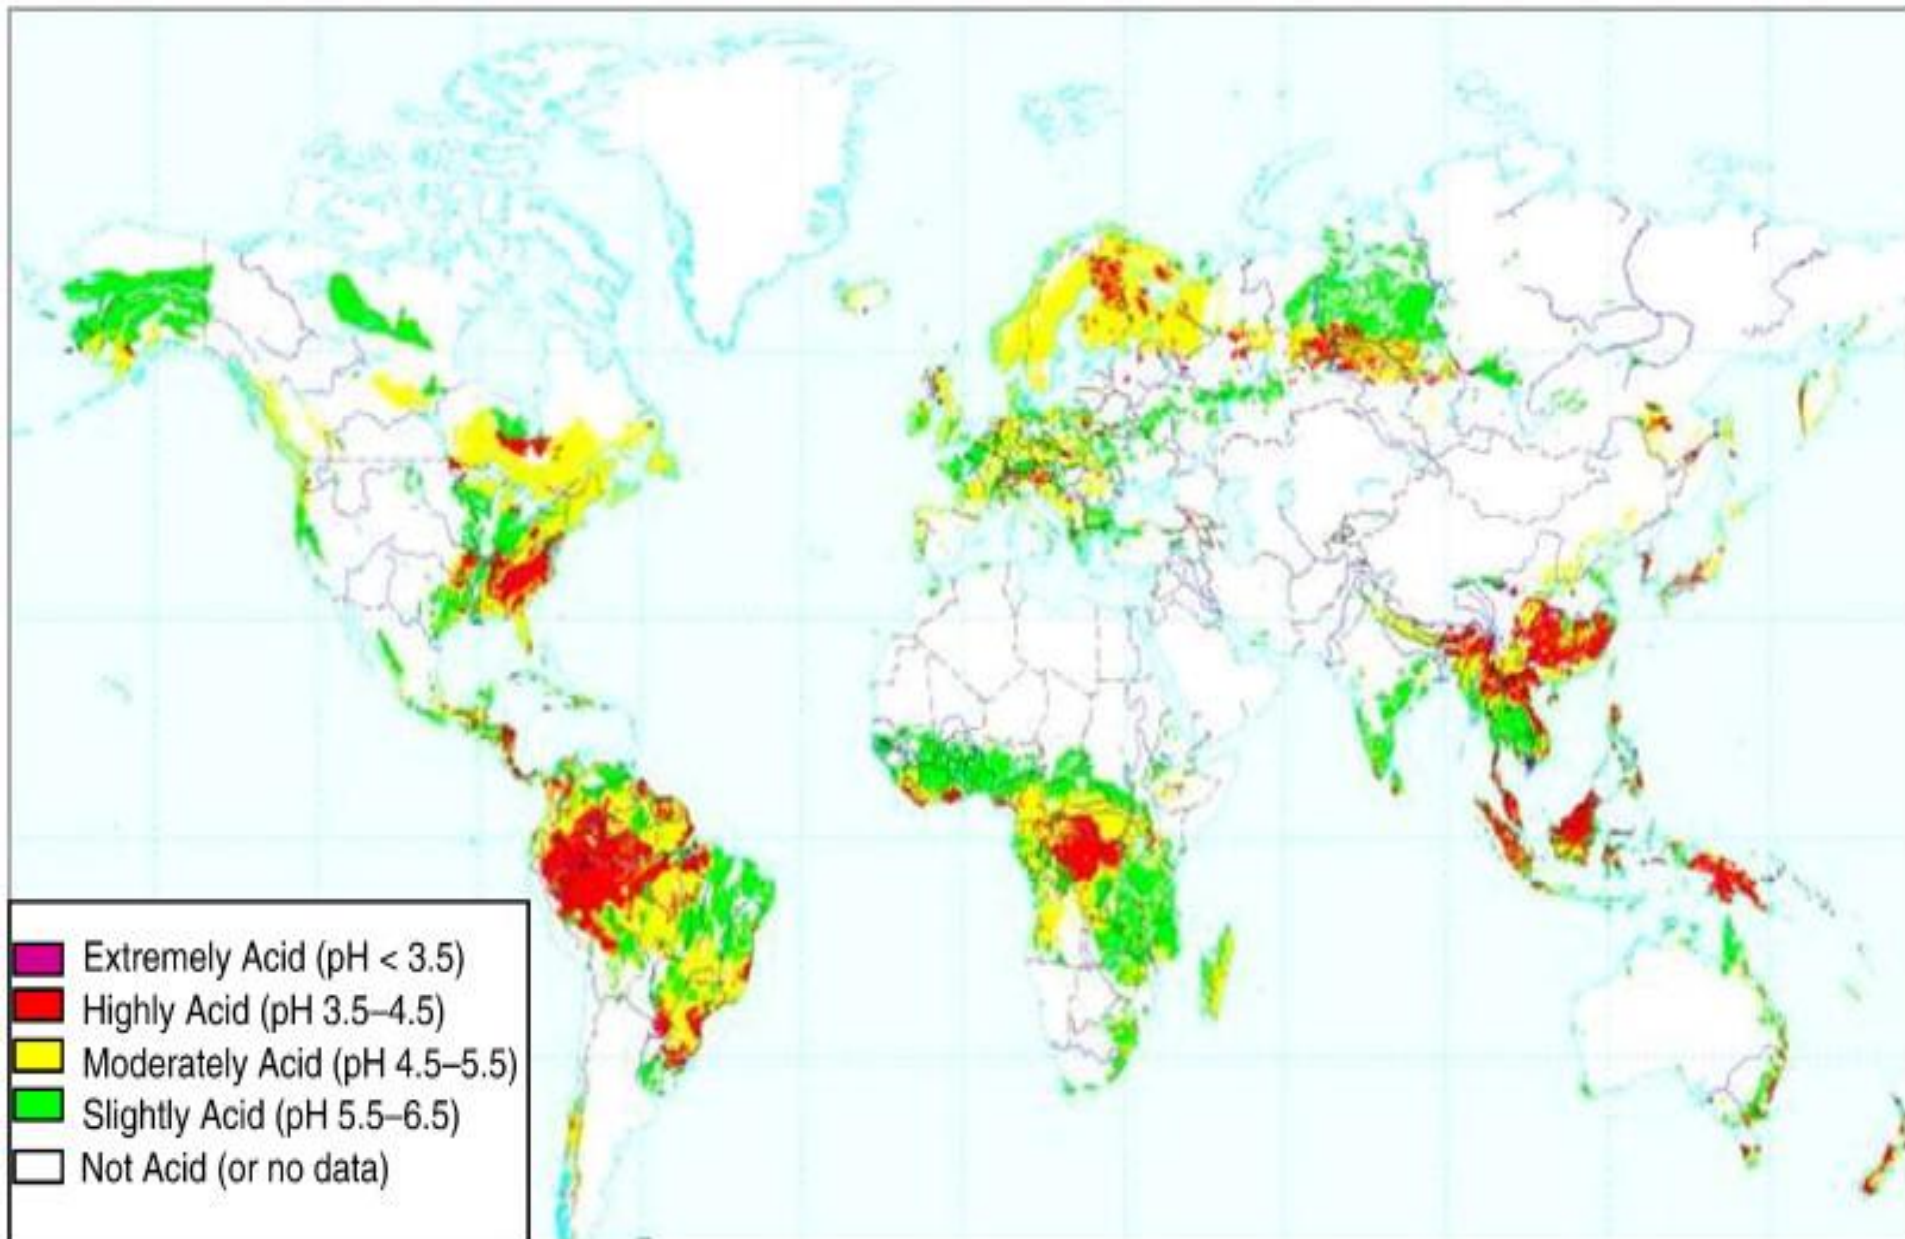 Extremely Acid (pH < 3.5)
Highly Acid (pH 3.5–4.5)
Moderately Acid (pH 4.5–5.5)
Slightly Acid (pH 5.5–6.5)
Not Acid (or no data)